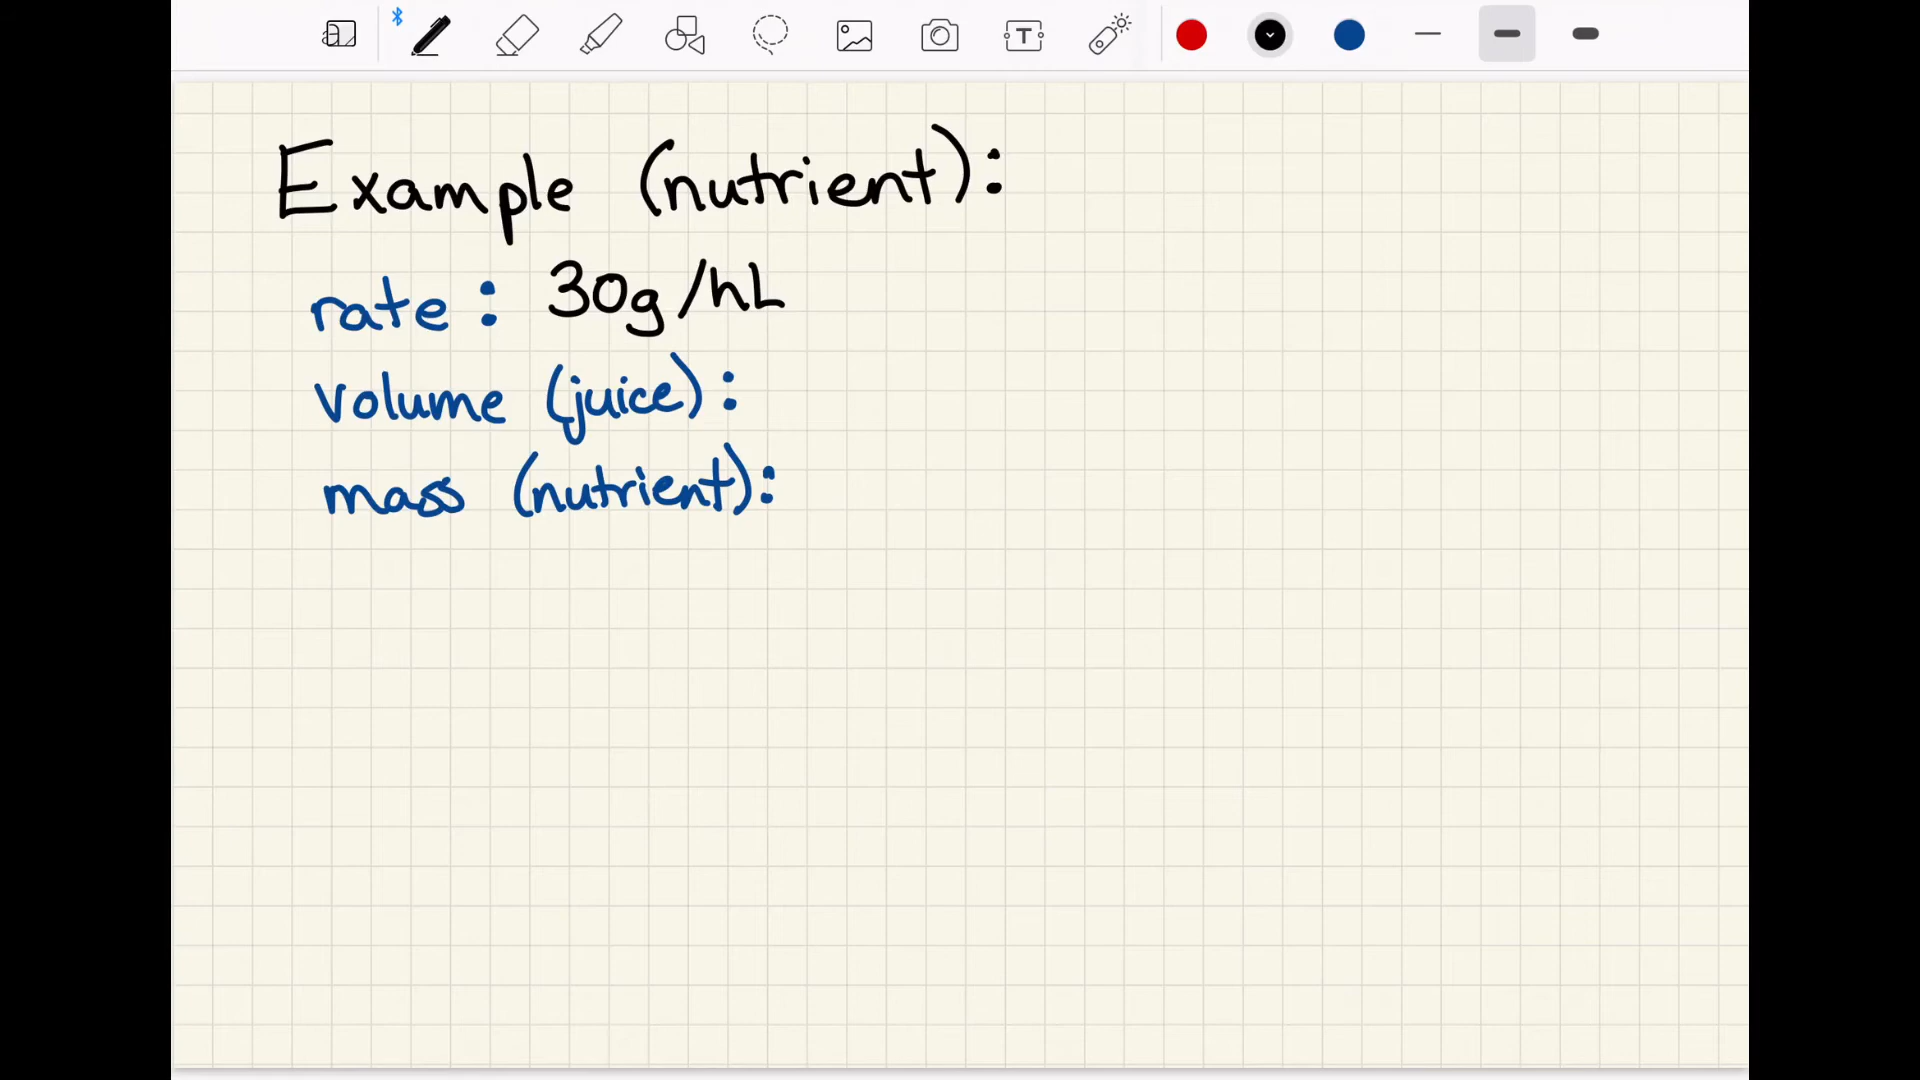 Example (nutrient):
rate: 30g/hL
volume (juice):
mass (nutrient):